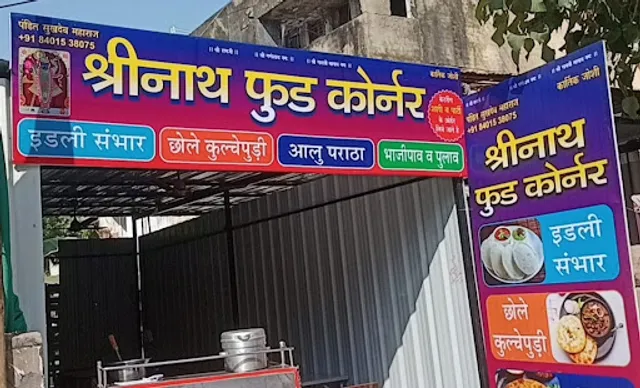 पंडित सुखदेव महाराज
+91 84015 38075
कार्तिक जोशी
श्रीनाथ फुड कोर्नर
इडली संभार
छोले कुल्चेपुड़ी
आलु पराठा
भाजीपाव व पुलाव
कार्तिक जोशी
पंडित सुखदेव महाराज
+91 84015 38075
श्रीनाथ
फुड कोर्नर
इडली
संभार
छोले
कुल्चेपुड़ी